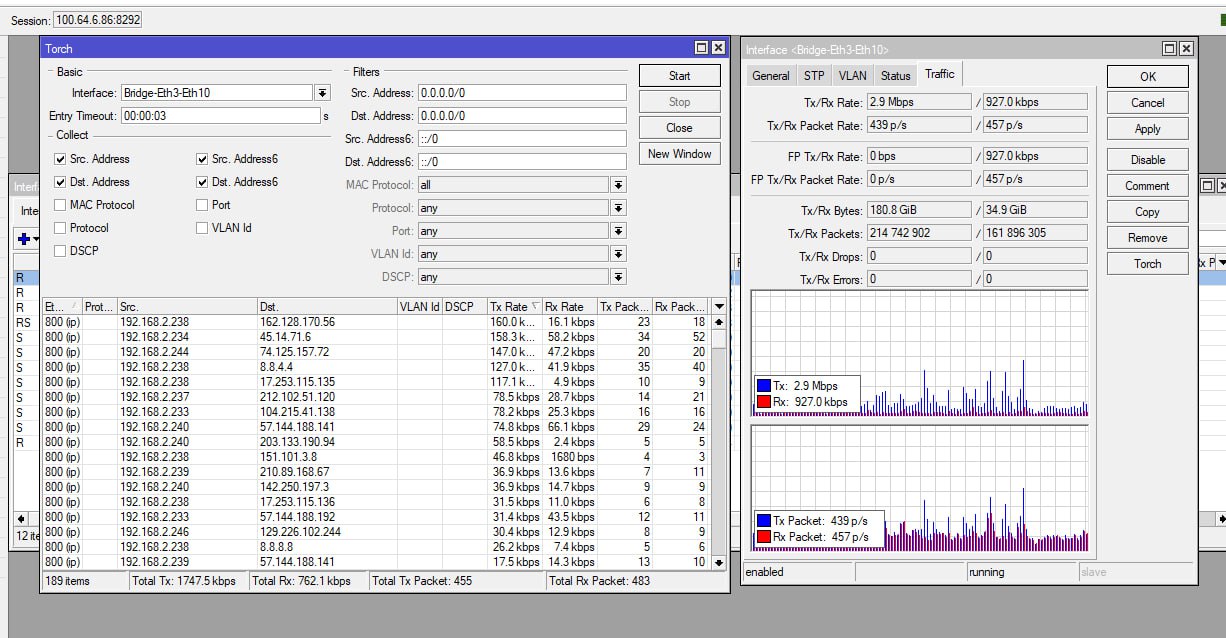 Session: 100.64.6.86:8292
Torch
Basic
Interface: Bridge-Eth3-Eth10
Entry Timeout: 00:00:03 s
Collect
Src. Address Src. Address6
Dst. Address Dst. Address6
MAC Protocol Port
Protocol VLAN Id
DSCP
Filters
Src. Address: 0.0.0.0/0
Dst. Address: 0.0.0.0/0
Src. Address6: ::/0
Dst. Address6: ::/0
MAC Protocol: all
Protocol: any
Port: any
VLAN Id: any
DSCP: any
Start
Stop
Close
New Window
Et... Prot... Src. Dst. VLAN Id DSCP Tx Rate Rx Rate Tx Pack... Rx Pack...
800 (ip) 192.168.2.238 162.128.170.56 160.0 k... 16.1 kbps 23 18
800 (ip) 192.168.2.234 45.14.71.6 158.3 k... 58.2 kbps 34 52
800 (ip) 192.168.2.244 74.125.157.72 147.0 k... 47.2 kbps 20 20
800 (ip) 192.168.2.238 8.8.4.4 127.0 k... 41.9 kbps 35 40
800 (ip) 192.168.2.238 17.253.115.135 117.1 k... 4.9 kbps 10 9
800 (ip) 192.168.2.237 212.102.51.120 78.5 kbps 28.7 kbps 14 21
800 (ip) 192.168.2.233 104.215.41.138 78.2 kbps 25.3 kbps 16 16
800 (ip) 192.168.2.240 57.144.188.141 74.8 kbps 66.1 kbps 29 24
800 (ip) 192.168.2.240 203.133.190.94 58.5 kbps 2.4 kbps 5 5
800 (ip) 192.168.2.238 151.101.3.8 46.8 kbps 1680 bps 4 3
800 (ip) 192.168.2.239 210.89.168.67 36.9 kbps 13.6 kbps 7 11
800 (ip) 192.168.2.240 142.250.197.3 36.9 kbps 14.7 kbps 9 9
800 (ip) 192.168.2.238 17.253.115.136 31.5 kbps 11.0 kbps 6 8
800 (ip) 192.168.2.233 57.144.188.192 31.4 kbps 43.5 kbps 12 11
800 (ip) 192.168.2.246 129.226.102.244 30.4 kbps 12.9 kbps 8 9
800 (ip) 192.168.2.238 8.8.8.8 26.2 kbps 7.4 kbps 5 6
800 (ip) 192.168.2.239 57.144.188.141 17.5 kbps 14.3 kbps 13 10
189 items Total Tx: 1747.5 kbps Total Rx: 762.1 kbps Total Tx Packet: 455 Total Rx Packet: 483
Interface <Bridge-Eth3-Eth10>
General STP VLAN Status Traffic
Tx/Rx Rate: 2.9 Mbps / 927.0 kbps
Tx/Rx Packet Rate: 439 p/s / 457 p/s
FP Tx/Rx Rate: 0 bps / 927.0 kbps
FP Tx/Rx Packet Rate: 0 p/s / 457 p/s
Tx/Rx Bytes: 180.8 GiB / 34.9 GiB
Tx/Rx Packets: 214 742 902 / 161 896 305
Tx/Rx Drops: 0 / 0
Tx/Rx Errors: 0 / 0
Tx: 2.9 Mbps
Rx: 927.0 kbps
Tx Packet: 439 p/s
Rx Packet: 457 p/s
enabled running slave
OK
Cancel
Apply
Disable
Comment
Copy
Remove
Torch
Interf
Inte
R
R
R
RS
S
S
S
S
S
S
S
R
12 ite
Rx P